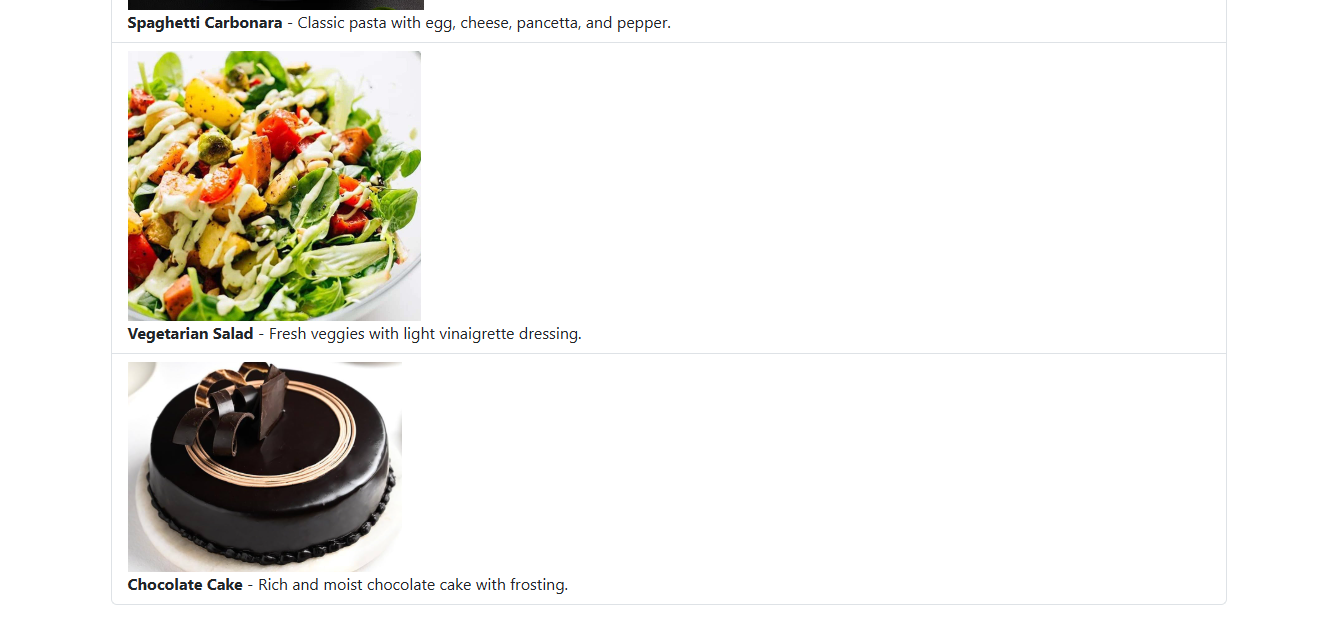 Spaghetti Carbonara - Classic pasta with egg, cheese, pancetta, and pepper.
Vegetarian Salad - Fresh veggies with light vinaigrette dressing.
Chocolate Cake - Rich and moist chocolate cake with frosting.